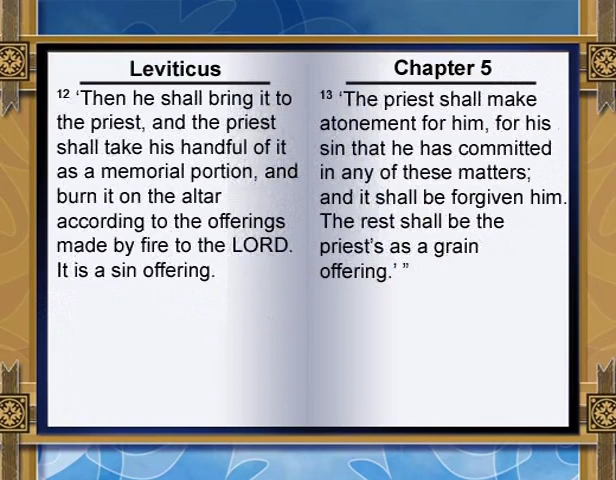 Leviticus
12 ‘Then he shall bring it to
the priest, and the priest
shall take his handful of it
as a memorial portion, and
burn it on the altar
according to the offerings
made by fire to the LORD.
It is a sin offering.
Chapter 5
13 ‘The priest shall make
atonement for him, for his
sin that he has committed
in any of these matters;
and it shall be forgiven him.
The rest shall be the
priest’s as a grain
offering.’ ”